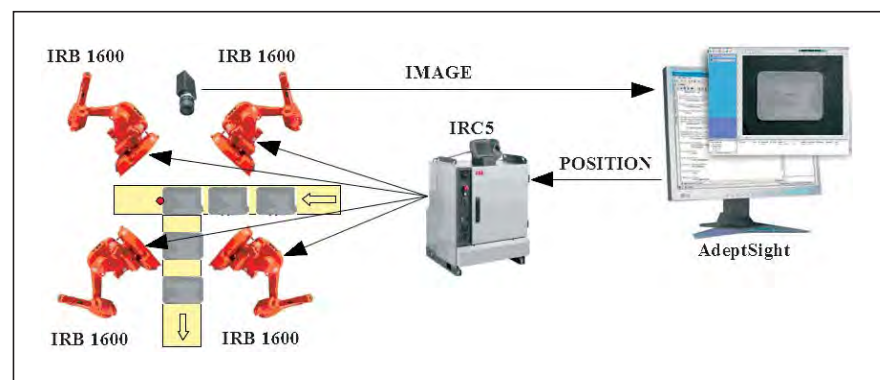 IRB 1600
IRB 1600
IMAGE
IRC5
POSITION
AdeptSight
IRB 1600
IRB 1600